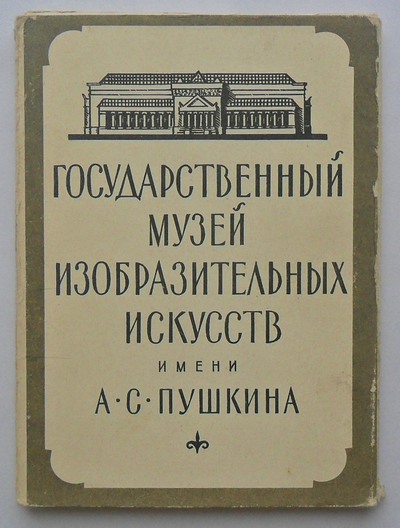 ГОСУДАРСТВЕННЫЙ
МУЗЕЙ
ИЗОБРАЗИТЕЛЬНЫХ
ИСКУССТВ
ИМЕНИ
А·С·ПУШКИНА